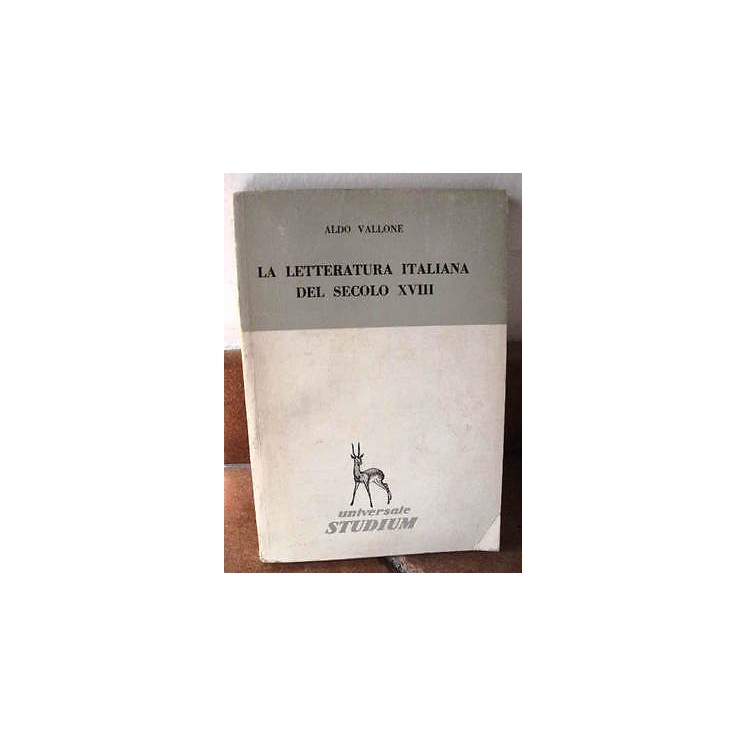 ALDO VALLONE
LA LETTERATURA ITALIANA
DEL SECOLO XVIII
universale
STUDIUM